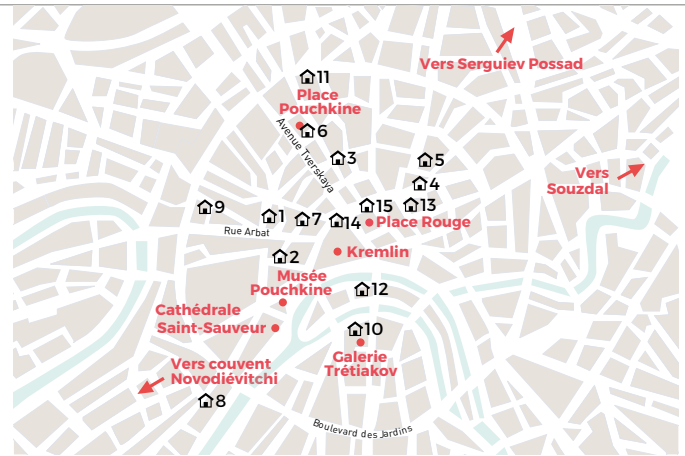 Vers Serguiev Possad
11
Place
Pouchkine
6
Avenue Tverskaya
3
5
Vers
Souzdal
4
9
1
7
14
15
13
Place Rouge
Rue Arbat
Kremlin
2
Musée
Pouchkine
12
Cathédrale
Saint-Sauveur
10
Galerie
Trétiakov
Vers couvent
Novodiévitchi
8
Boulevard des Jardins